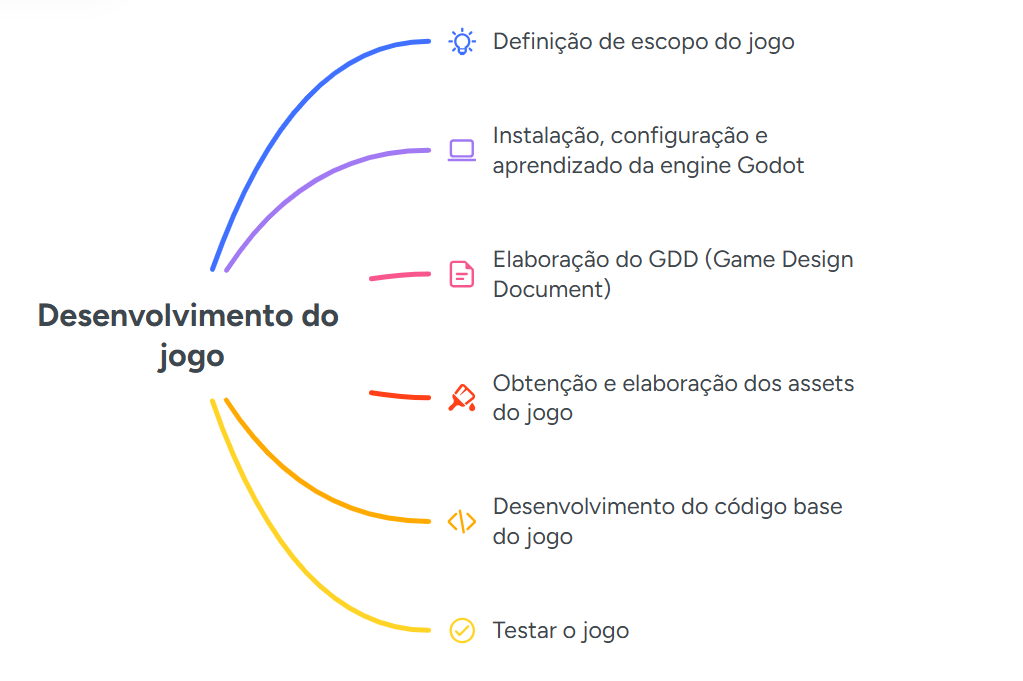 Definição de escopo do jogo
Instalação, configuração e
aprendizado da engine Godot
Elaboração do GDD (Game Design
Document)
Desenvolvimento do
jogo
Obtenção e elaboração dos assets
do jogo
Desenvolvimento do código base
do jogo
Testar o jogo